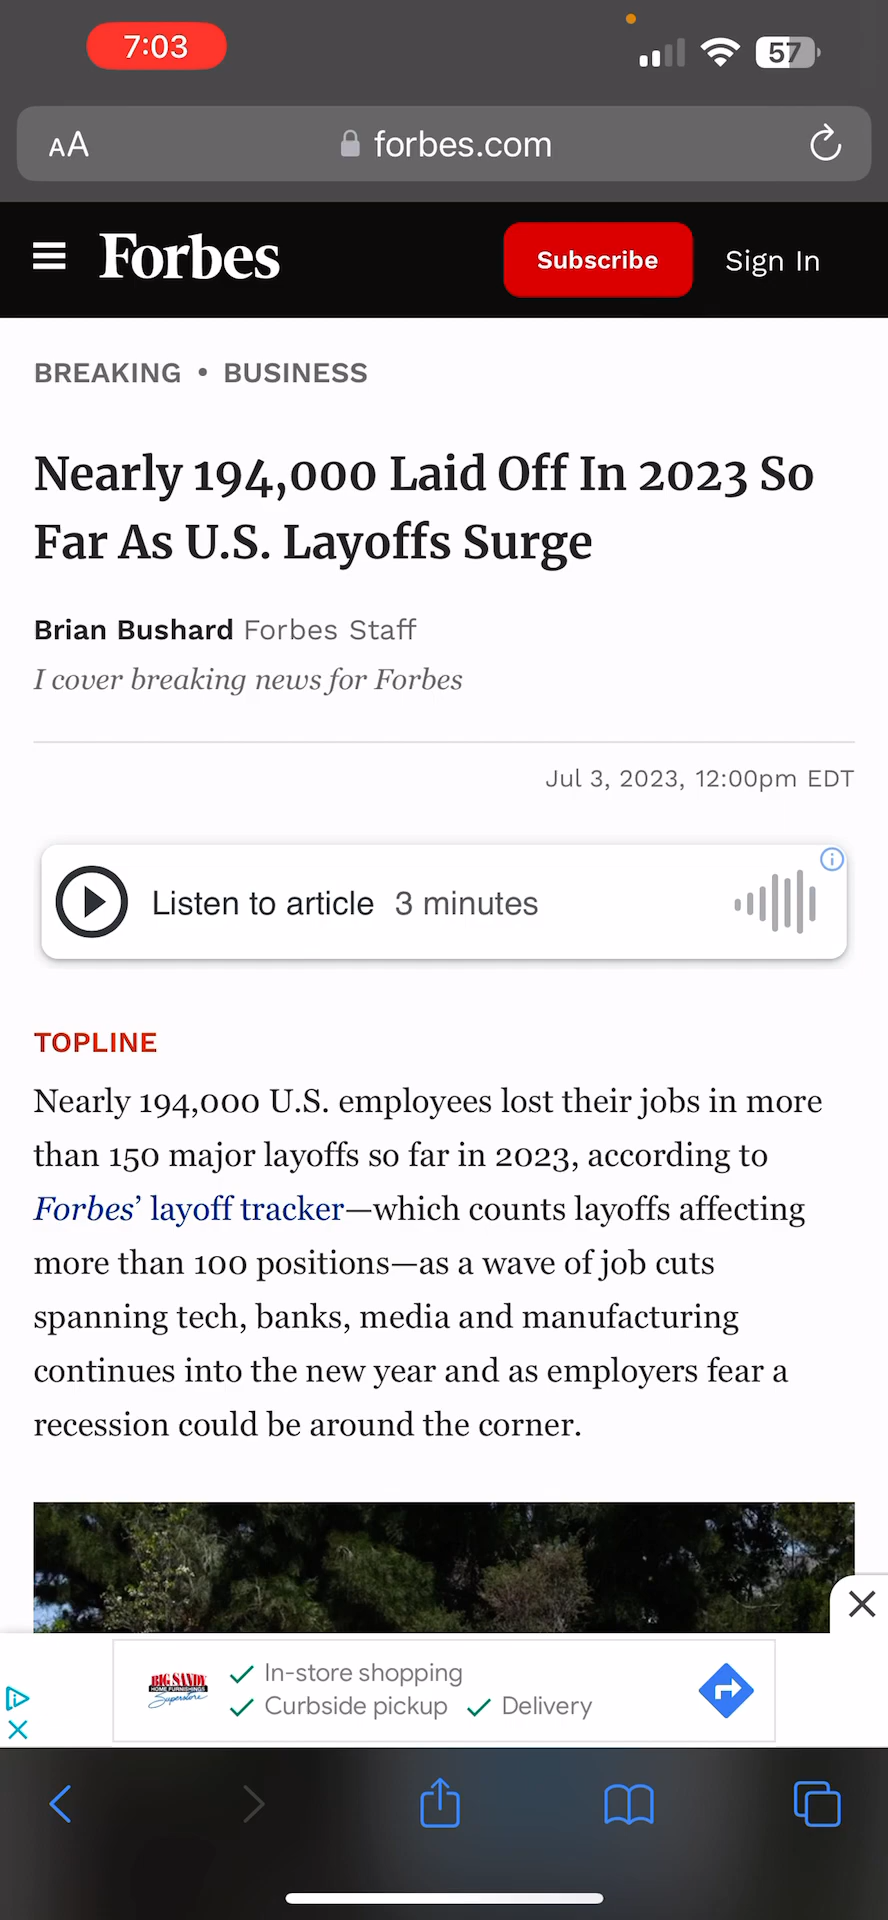 7:03
57
AA
forbes.com
Forbes
Subscribe
Sign In
BREAKING • BUSINESS
Nearly 194,000 Laid Off In 2023 So
Far As U.S. Layoffs Surge
Brian Bushard Forbes Staff
I cover breaking news for Forbes
Jul 3, 2023, 12:00pm EDT
Listen to article 3 minutes
TOPLINE
Nearly 194,000 U.S. employees lost their jobs in more
than 150 major layoffs so far in 2023, according to
Forbes’ layoff tracker—which counts layoffs affecting
more than 100 positions—as a wave of job cuts
spanning tech, banks, media and manufacturing
continues into the new year and as employers fear a
recession could be around the corner.
BIG SANDY
HOME FURNISHINGS
Superstore
In-store shopping
Curbside pickup
Delivery